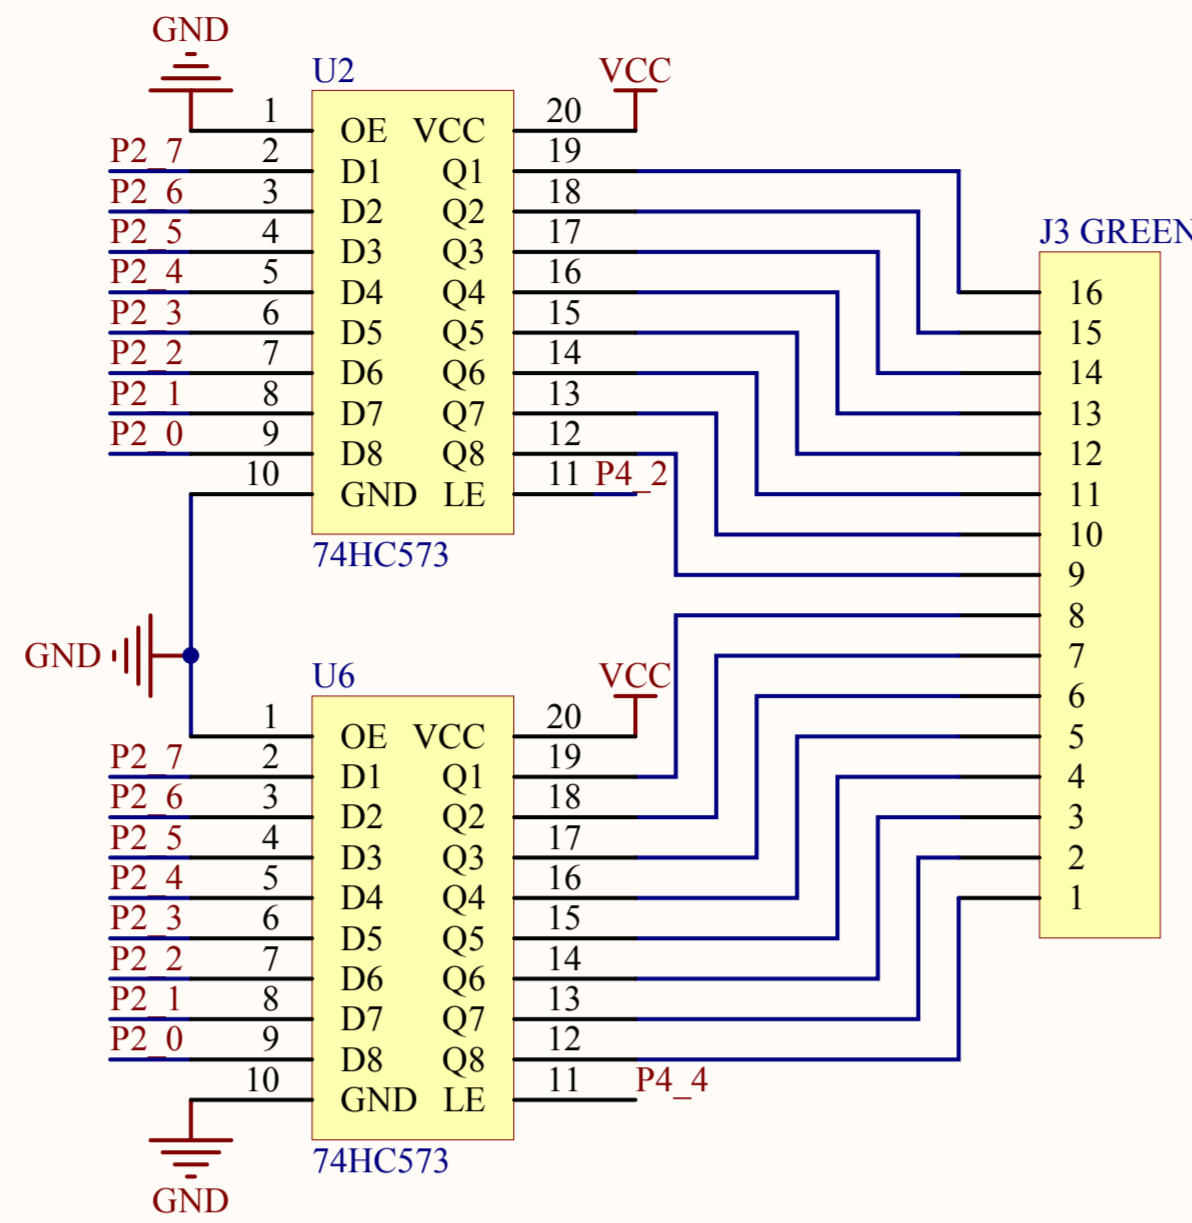 GND
U2
VCC
1 OE VCC 20
P2_7 2 D1 Q1 19
P2_6 3 D2 Q2 18
P2_5 4 D3 Q3 17
P2_4 5 D4 Q4 16
P2_3 6 D5 Q5 15
P2_2 7 D6 Q6 14
P2_1 8 D7 Q7 13
P2_0 9 D8 Q8 12
10 GND LE 11 P4_2
74HC573
J3 GREEN
16
15
14
13
12
11
10
9
8
7
6
5
4
3
2
1
GND
U6
VCC
1 OE VCC 20
P2_7 2 D1 Q1 19
P2_6 3 D2 Q2 18
P2_5 4 D3 Q3 17
P2_4 5 D4 Q4 16
P2_3 6 D5 Q5 15
P2_2 7 D6 Q6 14
P2_1 8 D7 Q7 13
P2_0 9 D8 Q8 12
10 GND LE 11 P4_4
74HC573
GND